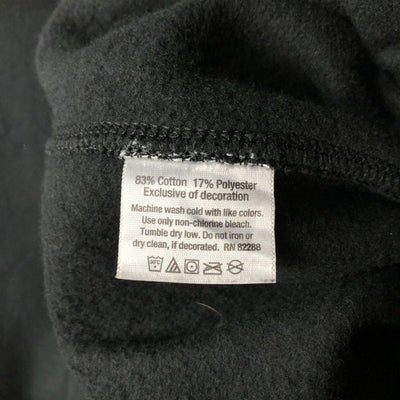 83% Cotton 17% Polyester
Exclusive of decoration
Machine wash cold with like colors.
Use only non-chlorine bleach.
Tumble dry low. Do not iron or
dry clean, if decorated. RN 82288